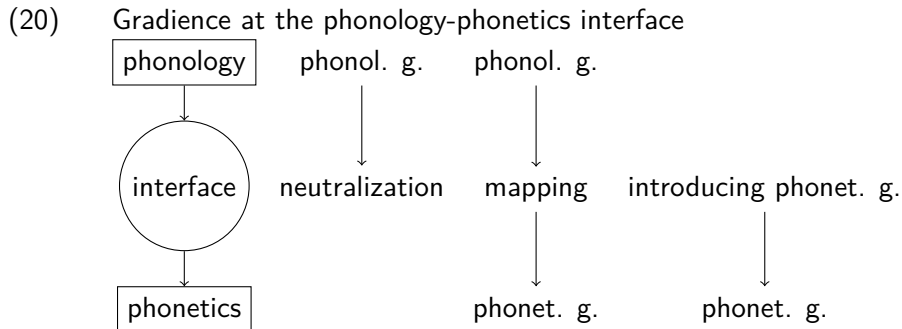 (20) Gradience at the phonology-phonetics interface
phonology phonol. g. phonol. g.
interface neutralization mapping introducing phonet. g.
phonetics phonet. g. phonet. g.